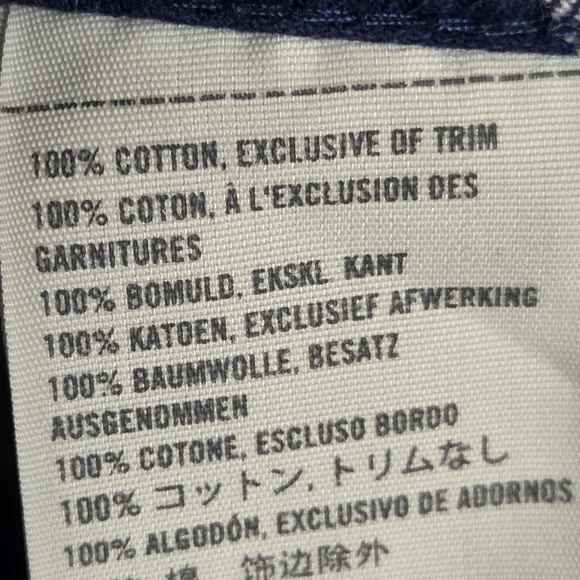 100% COTTON, EXCLUSIVE OF TRIM
100% COTON, À L'EXCLUSION DES
GARNITURES
100% BOMULD, EKSKL KANT
100% KATOEN, EXCLUSIEF AFWERKING
100% BAUMWOLLE, BESATZ
AUSGENOMMEN
100% COTONE, ESCLUSO BORDO
100% コットン, トリムなし
100% ALGODÓN, EXCLUSIVO DE ADORNOS
饰边除外